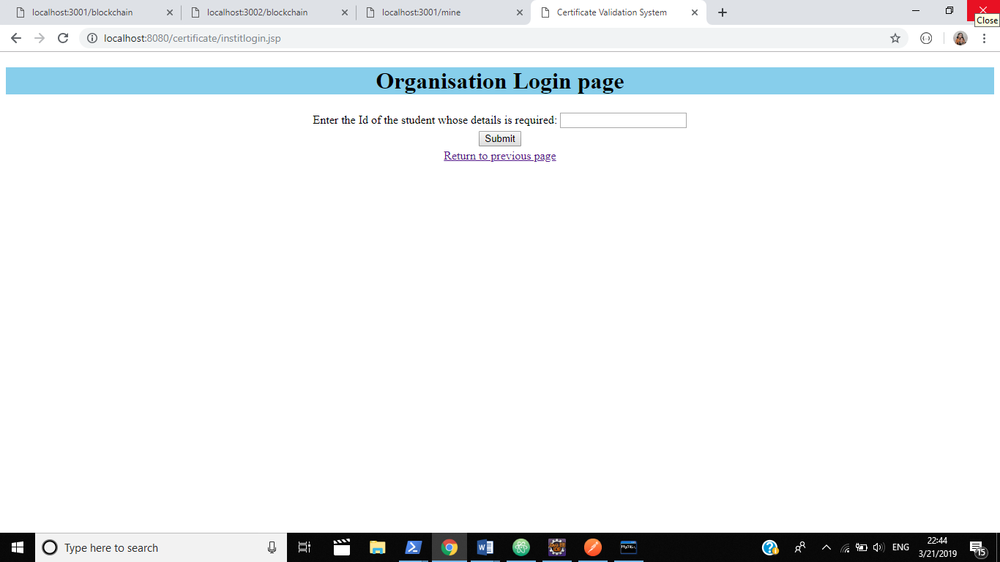 localhost:3001/blockchain
localhost:3002/blockchain
localhost:3001/mine
Certificate Validation System
Close
localhost:8080/certificate/institlogin.jsp
Organisation Login page
Enter the Id of the student whose details is required:
Submit
Return to previous page
Type here to search
ENG
22:44
3/21/2019
15